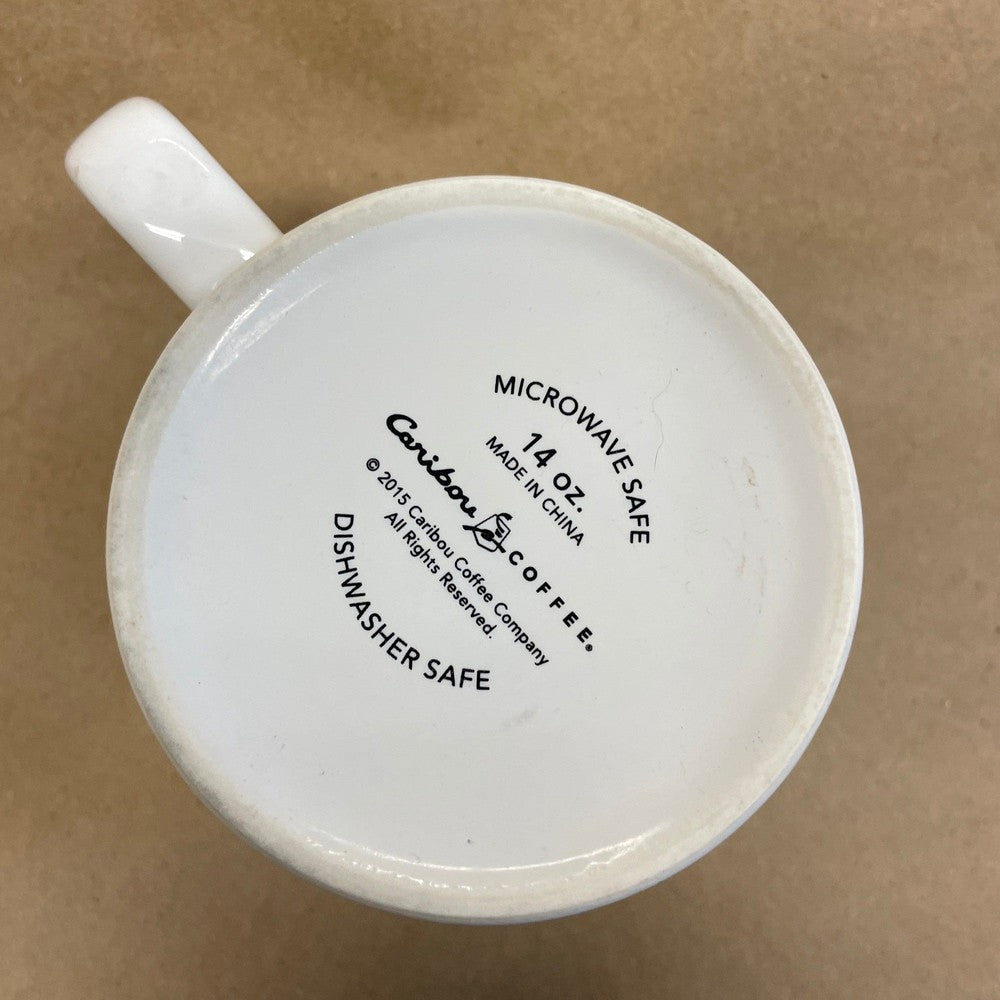 MICROWAVE SAFE
14 OZ.
MADE IN CHINA
Caribou COFFEE®
© 2015 Caribou Coffee Company
All Rights Reserved.
DISHWASHER SAFE